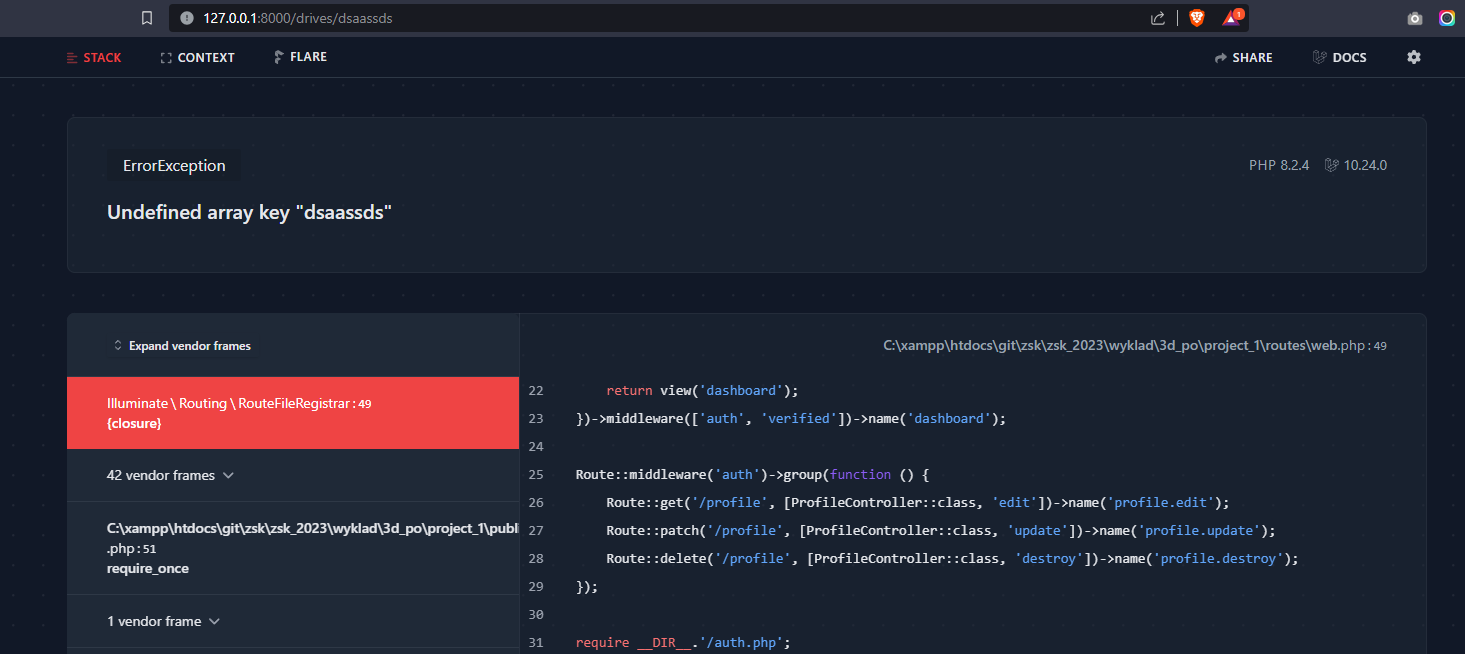 127.0.0.1:8000/drives/dsaassds
1
STACK CONTEXT FLARE SHARE DOCS
ErrorException
PHP 8.2.4 10.24.0
Undefined array key "dsaassds"
Expand vendor frames
Illuminate \ Routing \ RouteFileRegistrar : 49
{closure}
42 vendor frames
C:\xampp\htdocs\git\zsk\zsk_2023\wyklad\3d_po\project_1\publi
.php : 51
require_once
1 vendor frame
C:\xampp\htdocs\git\zsk\zsk_2023\wyklad\3d_po\project_1\routes\web.php : 49
22 return view('dashboard');
23 })->middleware(['auth', 'verified'])->name('dashboard');
24
25 Route::middleware('auth')->group(function () {
26 Route::get('/profile', [ProfileController::class, 'edit'])->name('profile.edit');
27 Route::patch('/profile', [ProfileController::class, 'update'])->name('profile.update');
28 Route::delete('/profile', [ProfileController::class, 'destroy'])->name('profile.destroy');
29 });
30
31 require __DIR__.'/auth.php';